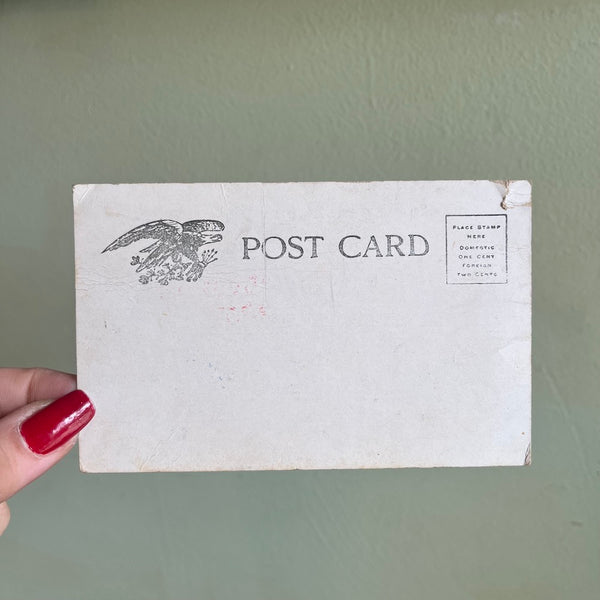 POST CARD
PLACE STAMP
HERE
DOMESTIC
ONE CENT
FOREIGN
TWO CENTS